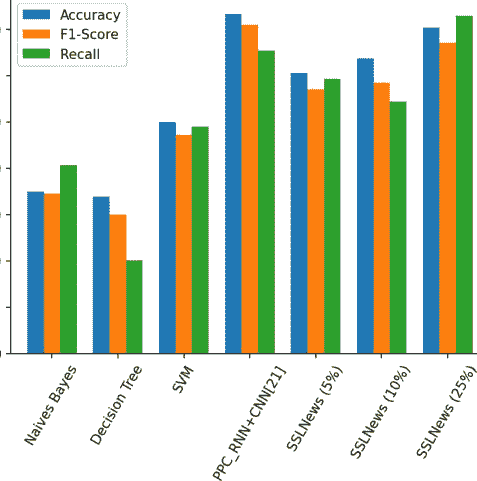 Accuracy
F1-Score
Recall
Naives Bayes
Decision Tree
SVM
PPC_RNN+CNN[21]
SSLNews (5%)
SSLNews (10%)
SSLNews (25%)